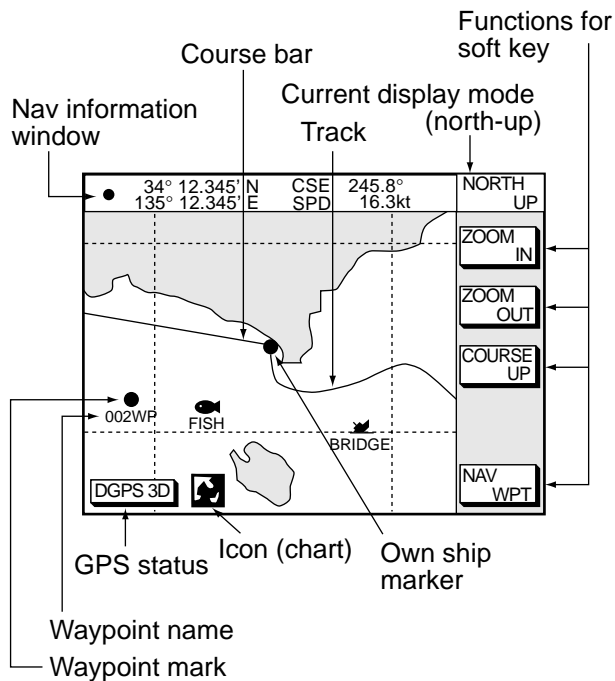 Functions for
soft key
Course bar
Current display mode
(north-up)
Nav information
window
Track
34° 12.345' N CSE 245.8°
135° 12.345' E SPD 16.3kt
NORTH
UP
ZOOM
IN
ZOOM
OUT
COURSE
UP
002WP
FISH
BRIDGE
NAV
WPT
DGPS 3D
GPS status
Icon (chart)
Own ship
marker
Waypoint name
Waypoint mark